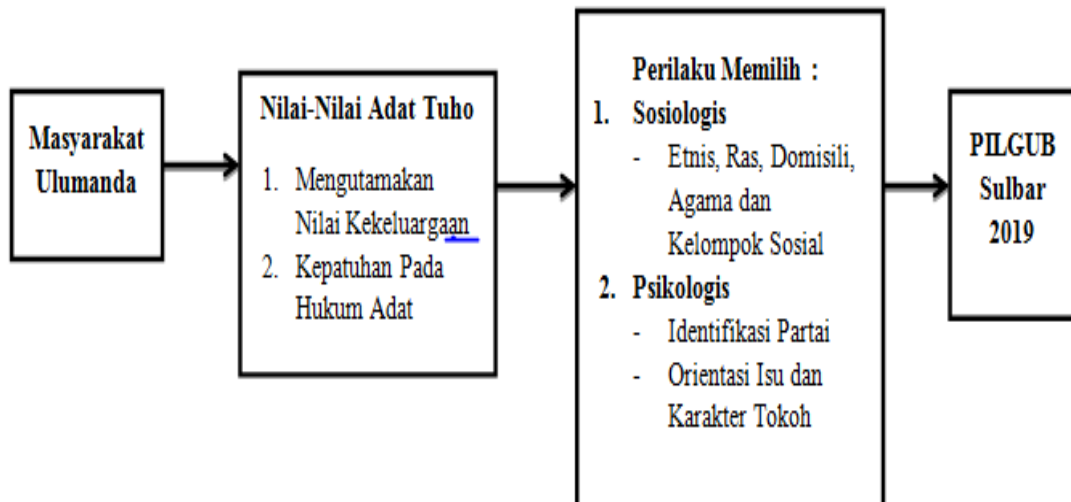 Masyarakat
Ulumanda
Nilai-Nilai Adat Tuho
1. Mengutamakan
Nilai Kekeluargaan
2. Kepatuhan Pada
Hukum Adat
Perilaku Memilih :
1. Sosiologis
- Etnis, Ras, Domisili,
Agama dan
Kelompok Sosial
2. Psikologis
- Identifikasi Partai
- Orientasi Isu dan
Karakter Tokoh
PILGUB
Sulbar
2019